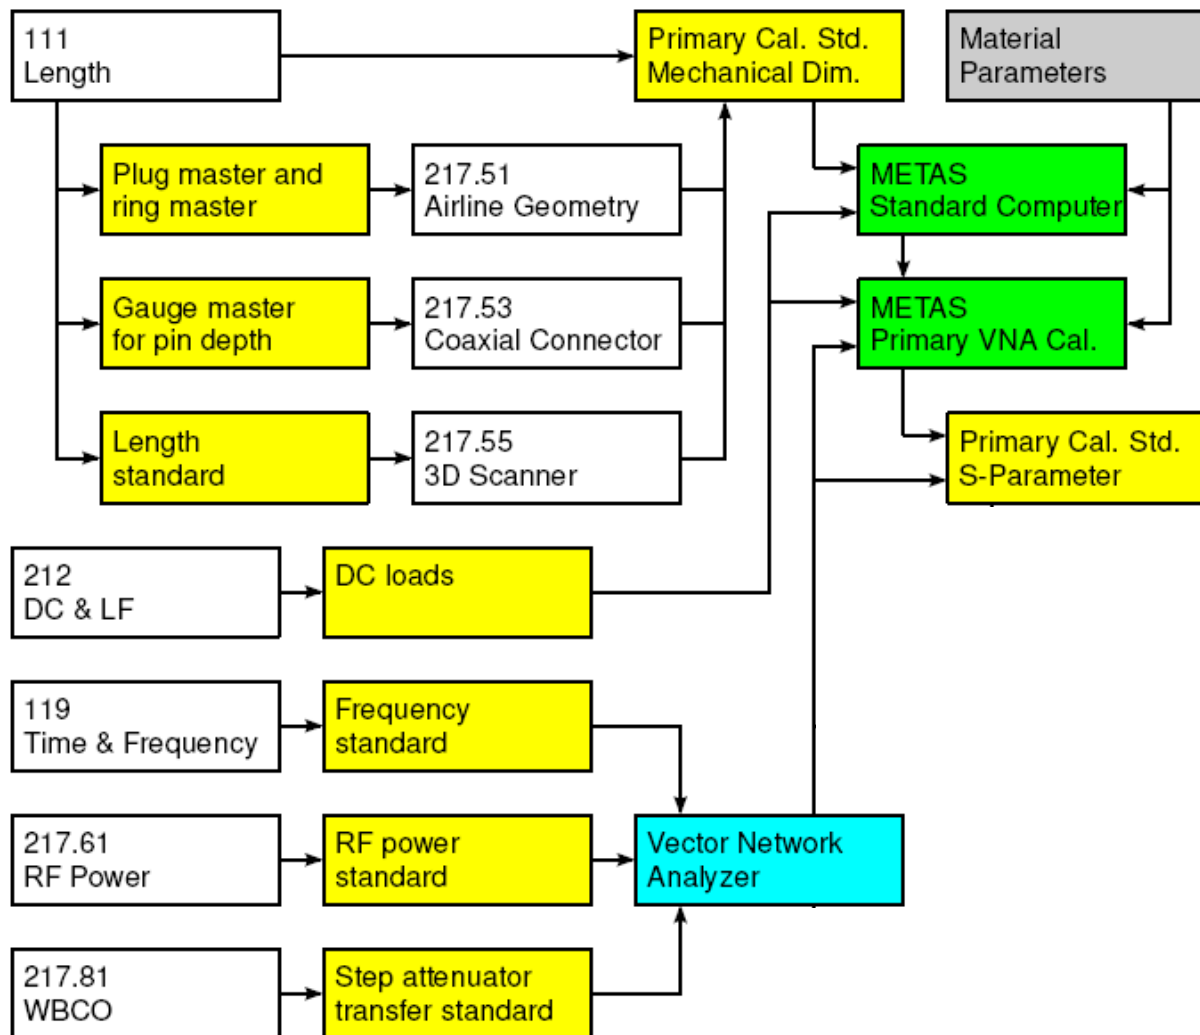 111
Length
Primary Cal. Std.
Mechanical Dim.
Material
Parameters
Plug master and
ring master
217.51
Airline Geometry
METAS
Standard Computer
Gauge master
for pin depth
217.53
Coaxial Connector
METAS
Primary VNA Cal.
Length
standard
217.55
3D Scanner
Primary Cal. Std.
S-Parameter
212
DC & LF
DC loads
119
Time & Frequency
Frequency
standard
217.61
RF Power
RF power
standard
Vector Network
Analyzer
217.81
WBCO
Step attenuator
transfer standard